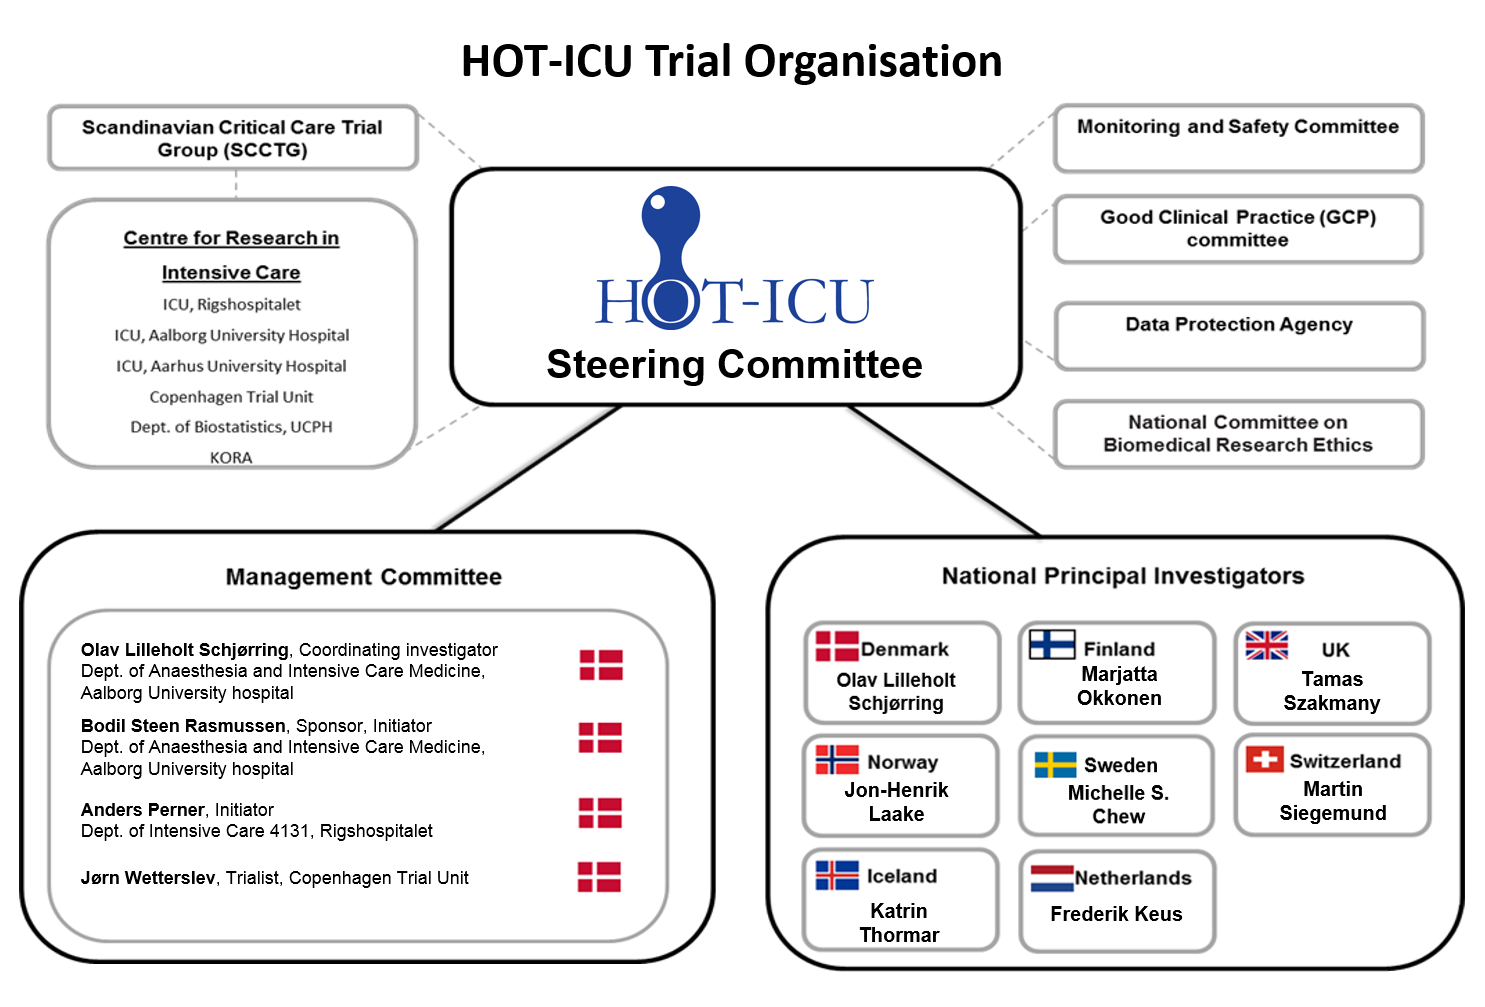 HOT-ICU Trial Organisation
Scandinavian Critical Care Trial
Group (SCCTG)
Centre for Research in
Intensive Care
ICU, Rigshospitalet
ICU, Aalborg University Hospital
ICU, Aarhus University Hospital
Copenhagen Trial Unit
Dept. of Biostatistics, UCPH
KORA
HOT-ICU
Steering Committee
Monitoring and Safety Committee
Good Clinical Practice (GCP)
committee
Data Protection Agency
National Committee on
Biomedical Research Ethics
Management Committee
Olav Lilleholt Schjørring, Coordinating investigator
Dept. of Anaesthesia and Intensive Care Medicine,
Aalborg University hospital
Bodil Steen Rasmussen, Sponsor, Initiator
Dept. of Anaesthesia and Intensive Care Medicine,
Aalborg University hospital
Anders Perner, Initiator
Dept. of Intensive Care 4131, Rigshospitalet
Jørn Wetterslev, Trialist, Copenhagen Trial Unit
National Principal Investigators
Denmark
Olav Lilleholt
Schjørring
Finland
Marjatta
Okkonen
UK
Tamas
Szakmany
Norway
Jon-Henrik
Laake
Sweden
Michelle S.
Chew
Switzerland
Martin
Siegemund
Iceland
Katrin
Thormar
Netherlands
Frederik Keus